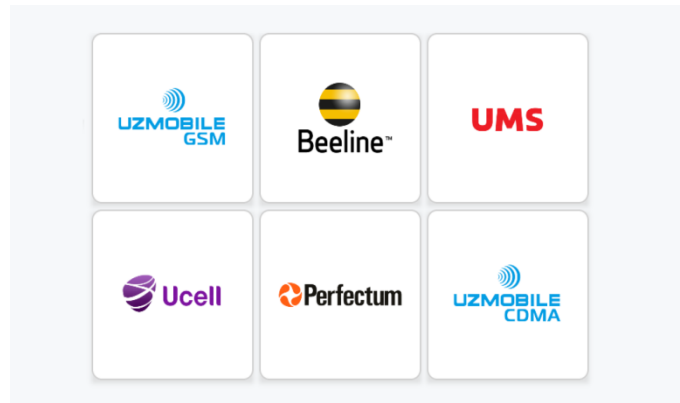 UZMOBILE
GSM
Beeline™
UMS
Ucell
Perfectum
UZMOBILE
CDMA